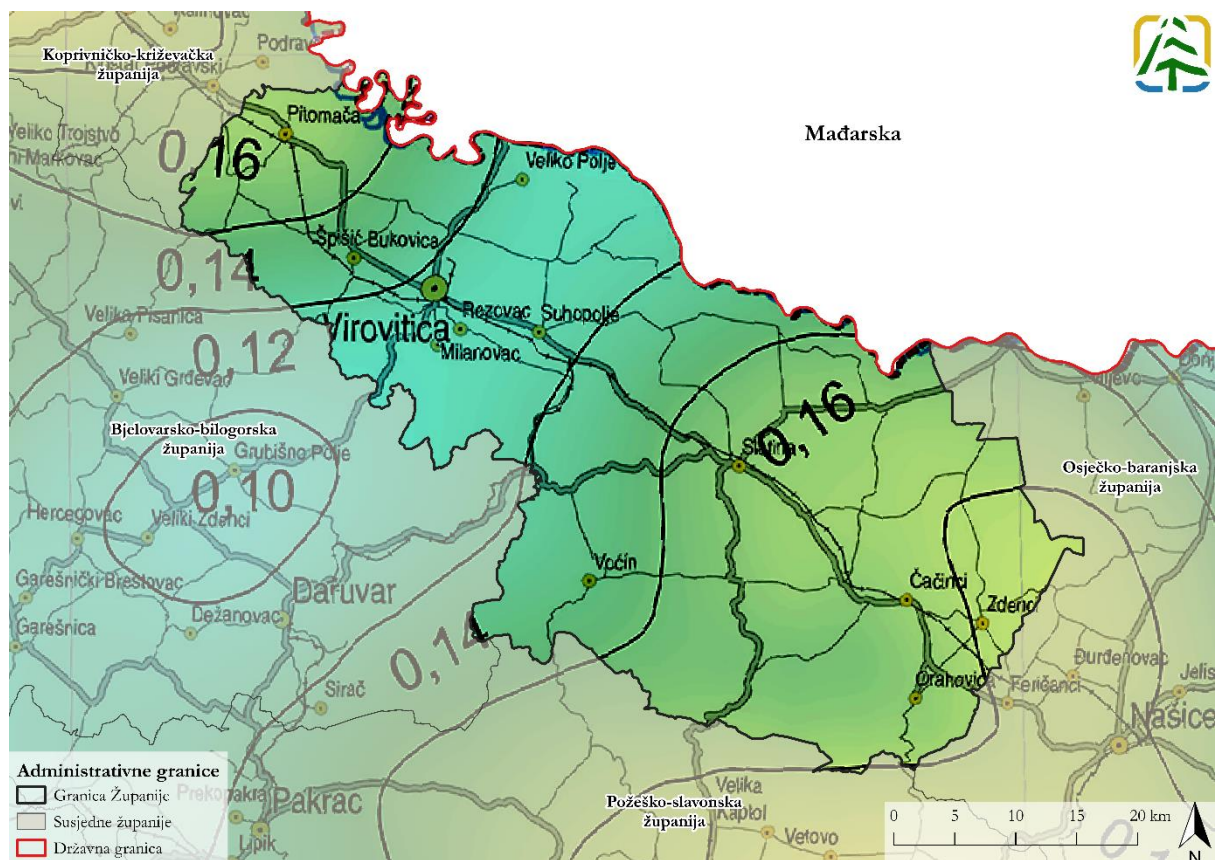 Koprivničko-križevačka
županija
Pitomača
Mađarska
Veliko Trojstvo
0,16
Veliko Polje
Špišić Bukovica
0,14
Velika Pisanica
Virovitica
Rezovac
Suhopolje
Milanovac
0,12
Veliki Grđevac
Bjelovarsko-bilogorska
županija
Grubišno Polje
0,10
Hercegovac
Veliki Zdenci
0,16
Slatina
Osječko-baranjska
županija
Garešnički Brestovac
Daruvar
Dežanovac
Garešnica
Voćin
Čačinci
Zdenci
0,14
Sirač
Orahovica
Feričanci
Đurđenovac
Našice
Administrativne granice
Granica Županije
Susjedne županije
Državna granica
Prekopakra
Pakrac
Lipik
Požeško-slavonska
županija
Velika
Kaptol
Vetovo
0 5 10 15 20 km
N